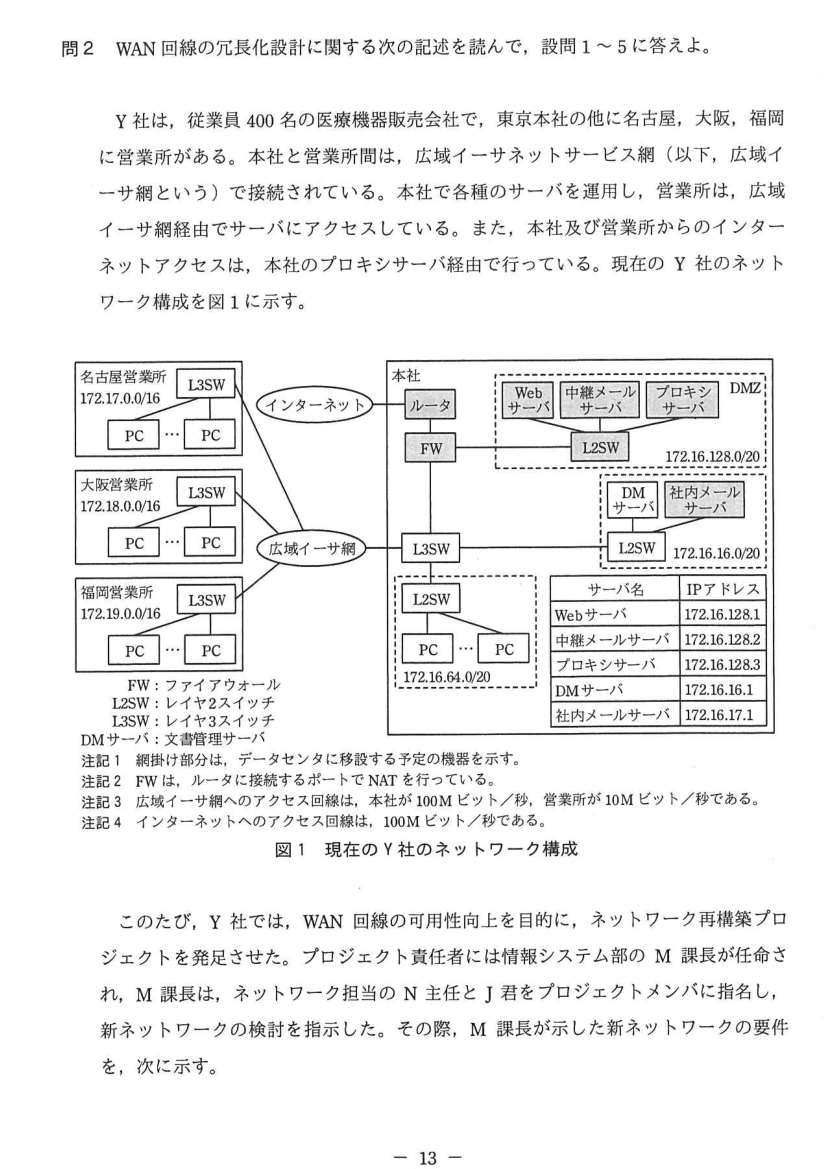 問2 WAN 回線の冗長化設計に関する次の記述を読んで，設問 1 ～ 5 に答えよ。
Y 社は，従業員 400 名の医療機器販売会社で，東京本社の他に名古屋，大阪，福岡
に営業所がある。本社と営業所間は，広域イーサネットサービス網（以下，広域イ
ーサ網という）で接続されている。本社で各種のサーバを運用し，営業所は，広域
イーサ網経由でサーバにアクセスしている。また，本社及び営業所からのインター
ネットアクセスは，本社のプロキシサーバ経由で行っている。現在の Y 社のネット
ワーク構成を図 1 に示す。
名古屋営業所
172.17.0.0/16
L3SW
PC … PC
大阪営業所
172.18.0.0/16
L3SW
PC … PC
福岡営業所
172.19.0.0/16
L3SW
PC … PC
インターネット
広域イーサ網
本社
ルータ
FW
L3SW
L2SW
PC … PC
172.16.64.0/20
Web
サーバ
中継メール
サーバ
プロキシ
サーバ
DMZ
L2SW
172.16.128.0/20
DM
サーバ
社内メール
サーバ
L2SW
172.16.16.0/20
サーバ名 IPアドレス
Webサーバ 172.16.128.1
中継メールサーバ 172.16.128.2
プロキシサーバ 172.16.128.3
DMサーバ 172.16.16.1
社内メールサーバ 172.16.17.1
FW：ファイアウォール
L2SW：レイヤ2スイッチ
L3SW：レイヤ3スイッチ
DMサーバ：文書管理サーバ
注記 1 網掛け部分は，データセンタに移設する予定の機器を示す。
注記 2 FW は，ルータに接続するポートで NAT を行っている。
注記 3 広域イーサ網へのアクセス回線は，本社が 100M ビット／秒，営業所が 10M ビット／秒である。
注記 4 インターネットへのアクセス回線は，100M ビット／秒である。
図 1 現在の Y 社のネットワーク構成
このたび，Y 社では，WAN 回線の可用性向上を目的に，ネットワーク再構築プロ
ジェクトを発足させた。プロジェクト責任者には情報システム部の M 課長が任命さ
れ，M 課長は，ネットワーク担当の N 主任と J 君をプロジェクトメンバに指名し，
新ネットワークの検討を指示した。その際，M 課長が示した新ネットワークの要件
を，次に示す。
－ 13 －